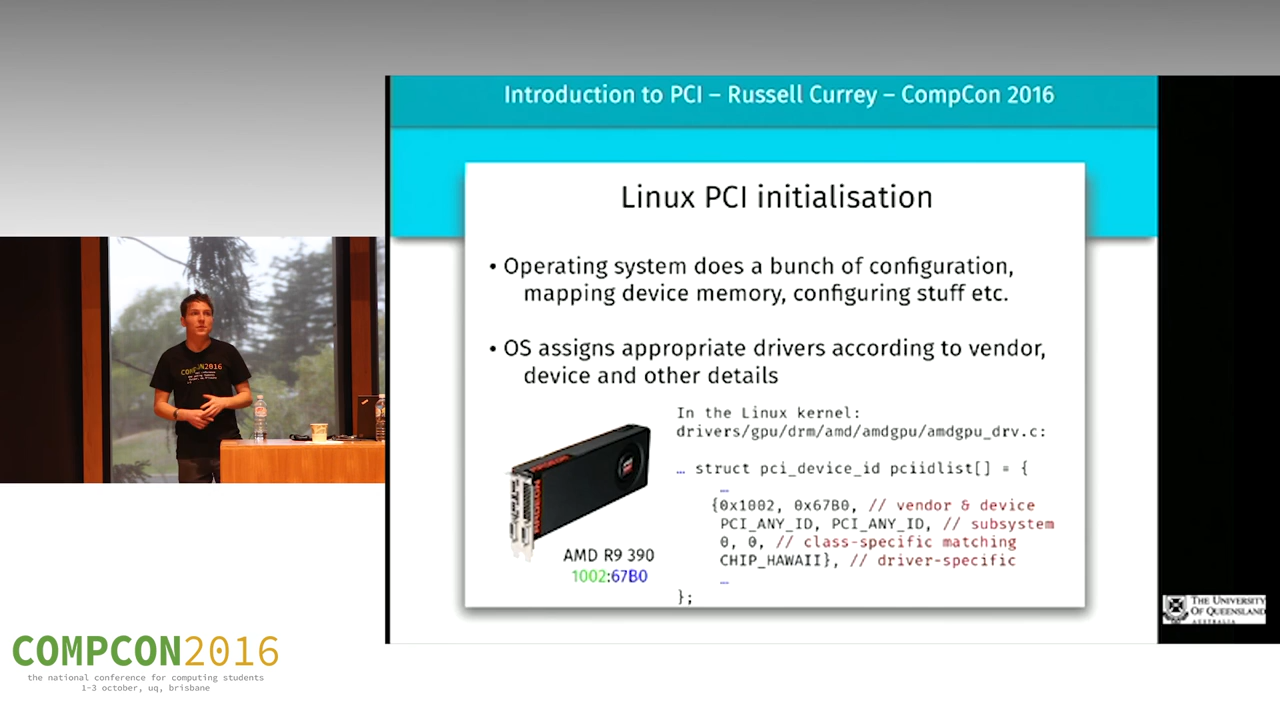 Introduction to PCI – Russell Currey – CompCon 2016
Linux PCI initialisation
• Operating system does a bunch of configuration,
mapping device memory, configuring stuff etc.
• OS assigns appropriate drivers according to vendor,
device and other details
In the Linux kernel:
drivers/gpu/drm/amd/amdgpu/amdgpu_drv.c:
… struct pci_device_id pciidlist[] = {
…
{0x1002, 0x67B0, // vendor & device
PCI_ANY_ID, PCI_ANY_ID, // subsystem
0, 0, // class-specific matching
CHIP_HAWAII}, // driver-specific
…
};
RADEON
AMD R9 390
1002:67B0
COMPCON2016
THE UNIVERSITY
OF QUEENSLAND
AUSTRALIA
COMPCON2016
the national conference for computing students
1-3 october, uq, brisbane